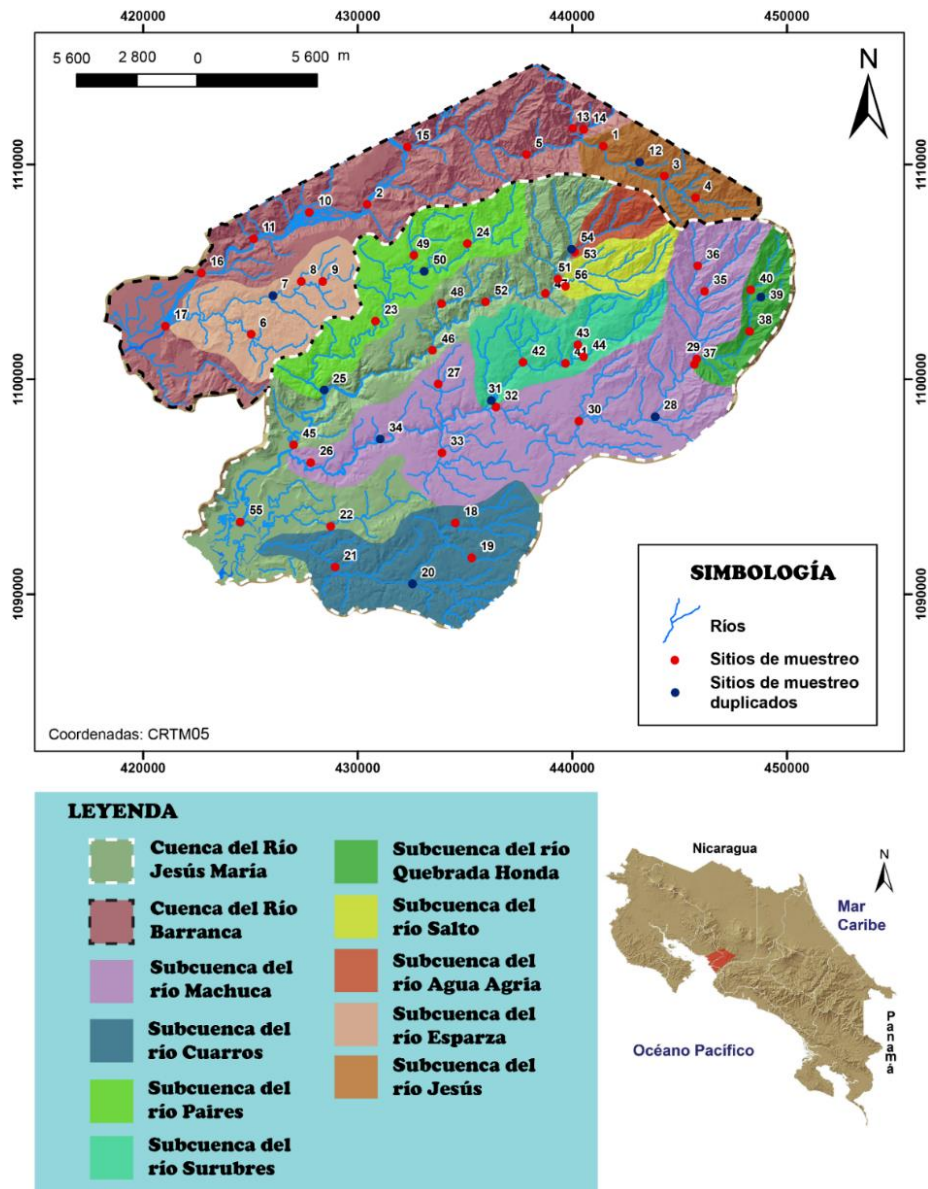 420000
430000
440000
450000
5 600
2 800
0
5 600
m
N
13
14
1
15
5
12
3
4
1110000
1110000
2
10
11
54
53
49
24
50
36
16
8
9
7
51
56
47
35
40
39
48
52
17
6
23
38
46
43
44
41
42
29
37
1100000
1100000
27
25
31
32
28
30
34
45
26
33
55
22
18
19
21
20
1090000
1090000
SIMBOLOGÍA
Ríos
Sitios de muestreo
Sitios de muestreo
duplicados
Coordenadas: CRTM05
420000
430000
440000
450000
LEYENDA
Cuenca del Río
Jesús María
Cuenca del Río
Barranca
Subcuenca del
río Machuca
Subcuenca del
río Cuarros
Subcuenca del
río Paires
Subcuenca del
río Surubres
Subcuenca del río
Quebrada Honda
Subcuenca del
río Salto
Subcuenca del
río Agua Agria
Subcuenca del
río Esparza
Subcuenca del
río Jesús
Nicaragua
N
Mar
Caribe
Océano Pacífico
Panamá